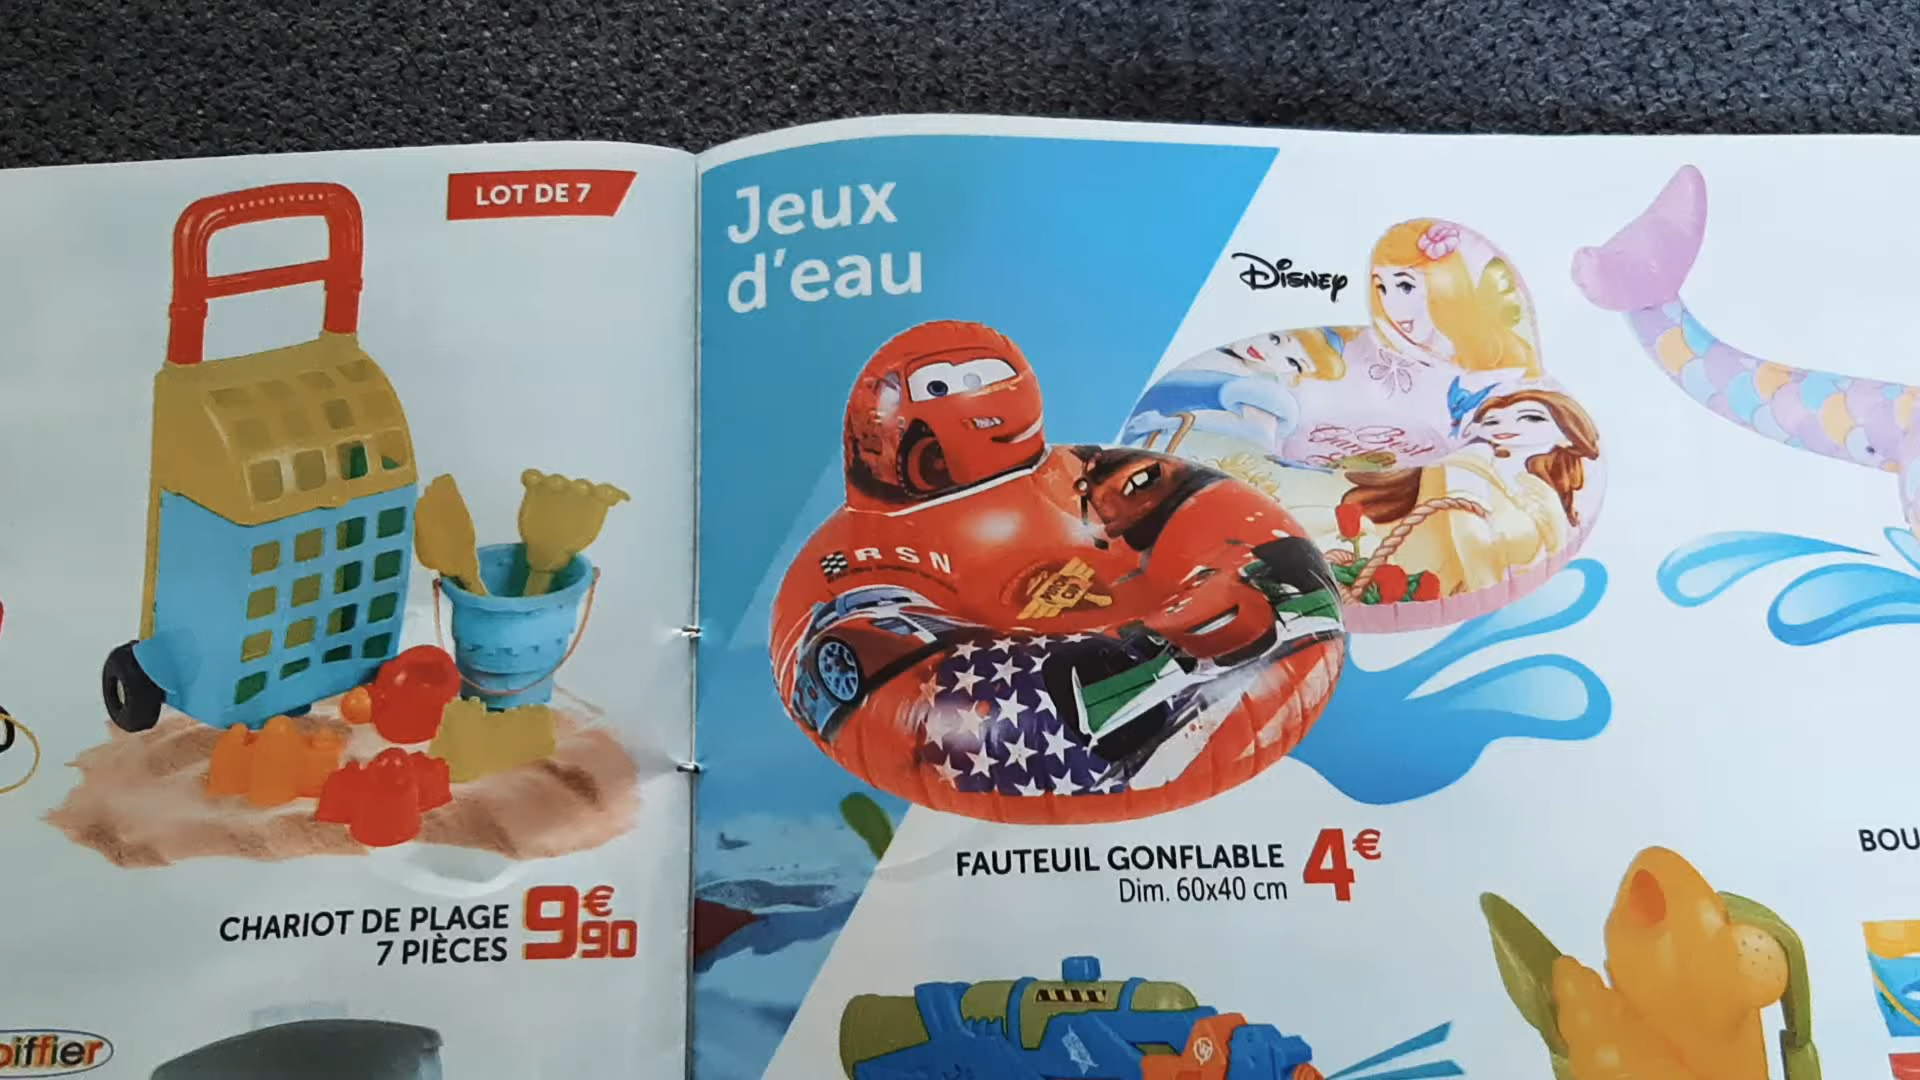 LOT DE 7
CHARIOT DE PLAGE
7 PIÈCES
9€90
Jeux
d'eau
Disney
RSN
FAUTEUIL GONFLABLE
Dim. 60x40 cm
4€